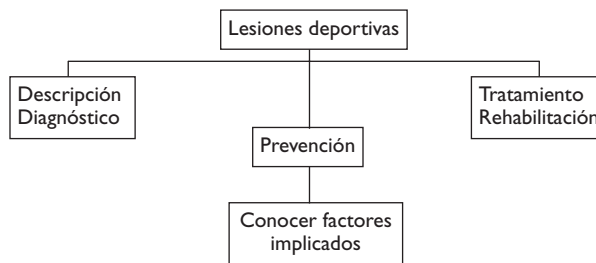 Lesiones deportivas
Descripción
Diagnóstico
Tratamiento
Rehabilitación
Prevención
Conocer factores
implicados